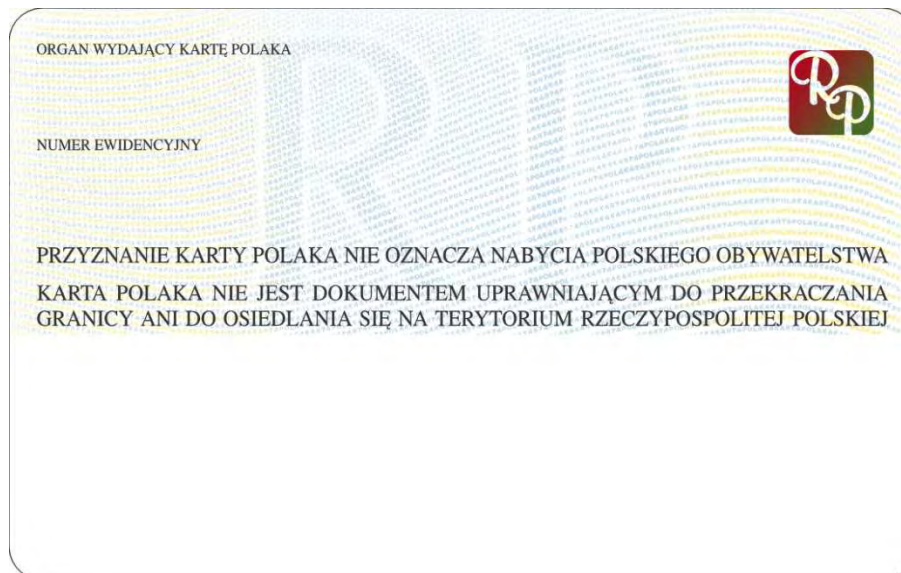 ORGAN WYDAJĄCY KARTĘ POLAKA
RP
NUMER EWIDENCYJNY
PRZYZNANIE KARTY POLAKA NIE OZNACZA NABYCIA POLSKIEGO OBYWATELSTWA
KARTA POLAKA NIE JEST DOKUMENTEM UPRAWNIAJĄCYM DO PRZEKRACZANIA
GRANICY ANI DO OSIEDLANIA SIĘ NA TERYTORIUM RZECZYPOSPOLITEJ POLSKIEJ